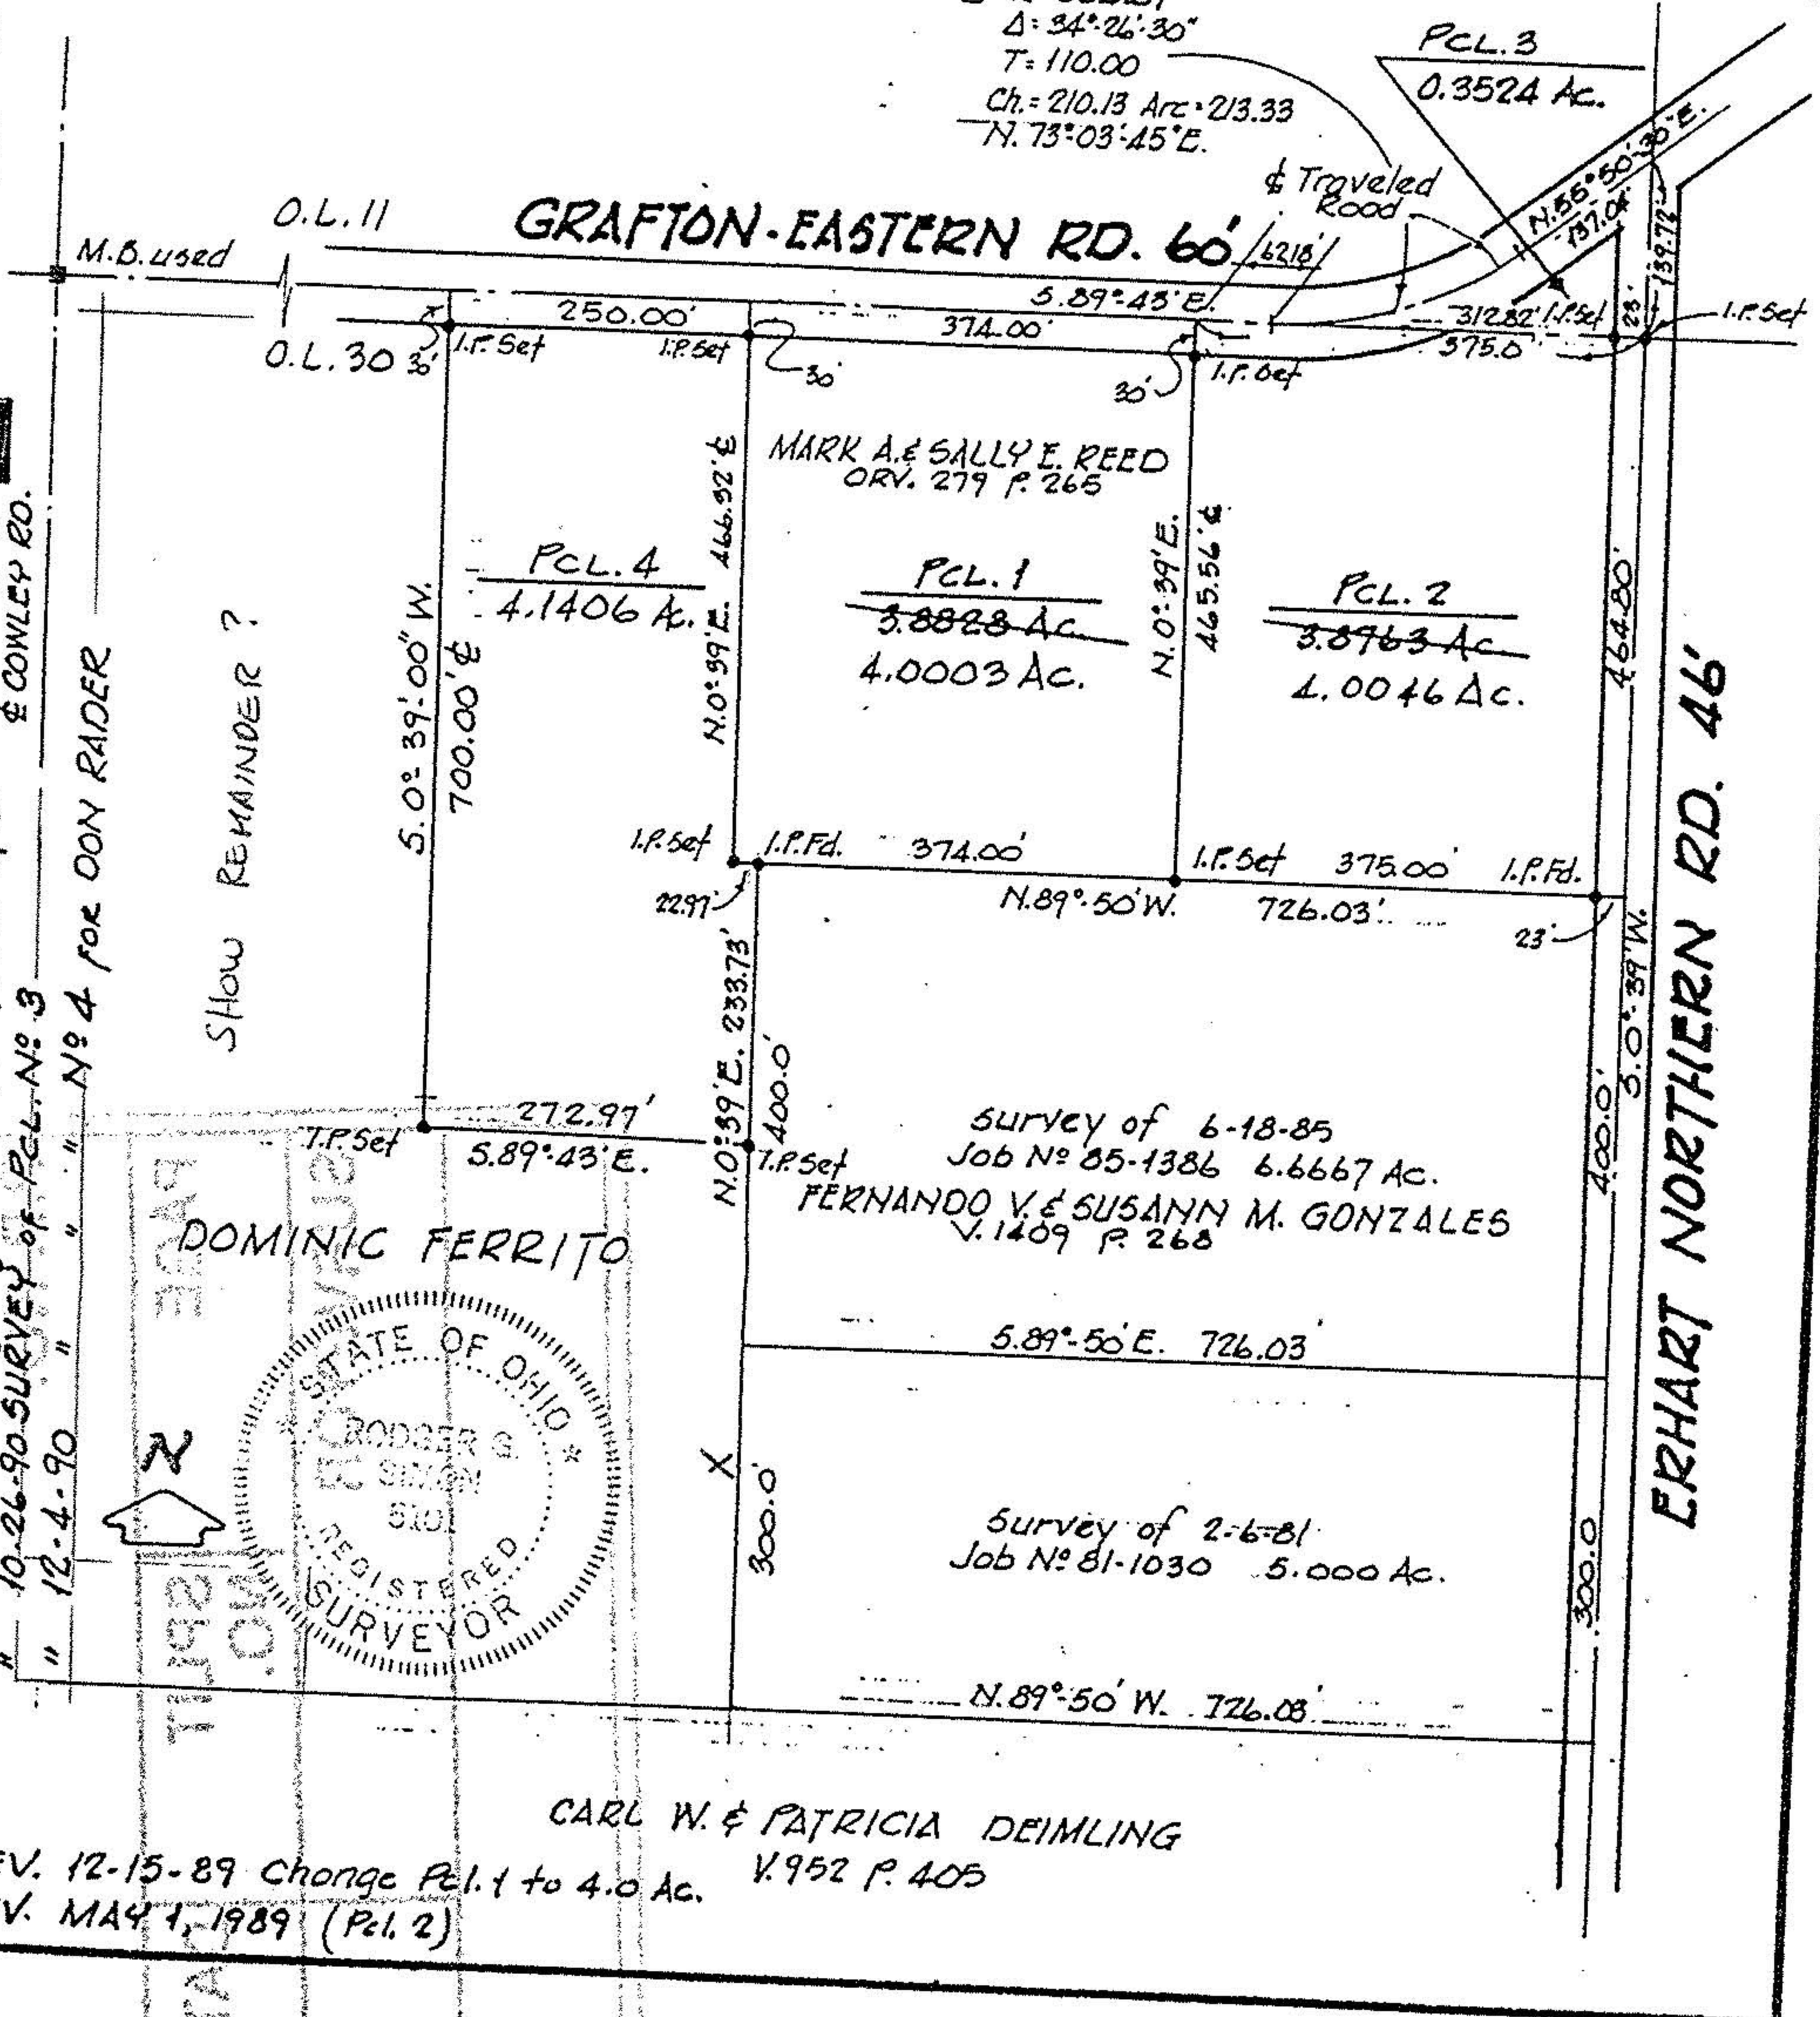 Δ= 34°-26'-30"
T= 110.00
Ch.= 210.13 Arc= 213.33
N. 73°-03'-45" E.
PCL. 3
0.3524 Ac.
N. 55°-50'-30" E.
137.04'
139.72'
℄ Traveled
Road
O.L. 11
GRAFTON-EASTERN RD. 60'
62.18'
M.B. used
S. 89°-43' E.
250.00'
374.00'
312.82'
I.P. Set
23'
I.P. Set
375.0'
O.L. 30
30'
I.P. Set
I.P. Set
30'
30'
I.P. Set
MARK A. & SALLY E. REED
ORV. 279 P. 265
℄ COWLEY RD.
PCL. 4
4.1406 Ac.
PCL. 1
3.8828 Ac.
4.0003 Ac.
PCL. 2
3.8963 Ac.
4.0046 Ac.
S. 0°-39'-00" W.
700.00' ℄
N. 0°-39' E. 466.32' ℄
N. 0°-39' E.
465.56' ℄
464.80'
SHOW REMAINDER ?
I.P. Set
I.P. Fd.
374.00'
I.P. Set
375.00'
I.P. Fd.
22.97'
N. 89°-50' W.
726.03'
23'
N. 0°-39' E. 233.73'
400.0'
400.0'
S. 0°-39' W.
ERHART NORTHERN RD. 46'
272.97'
I.P. Set
S. 89°-43' E.
I.P. Set
Survey of 6-18-85
Job Nº 85-1386 6.6667 Ac.
FERNANDO V. & SUSANN M. GONZALES
V. 1409 P. 268
DOMINIC FERRITO
S. 89°-50' E. 726.03'
STATE OF OHIO
RODGER G.
SIMON
REGISTERED
SURVEYOR
N
X
300.0'
300.0
Survey of 2-6-81
Job Nº 81-1030 5.000 Ac.
N. 89°-50' W. 726.03'
" 10-26-90 SURVEY of PCL. Nº 3
" 12-4-90 " " " Nº 4 FOR DON RADER
PAGE
SPLIT
NO.
CARL W. & PATRICIA DEIMLING
V. 952 P. 405
V. 12-15-89 Change Pcl. 1 to 4.0 Ac.
V. MAY 1, 1989 (Pcl. 2)